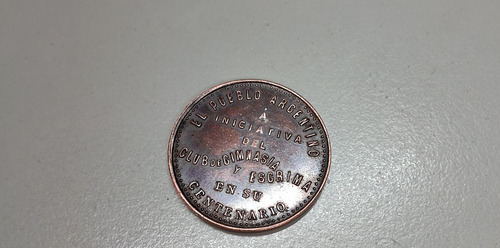 EL PUEBLO ARGENTINO
A
INICIATIVA
DEL
CLUB DE GIMNASIA
Y ESGRIMA
EN SU
CENTENARIO